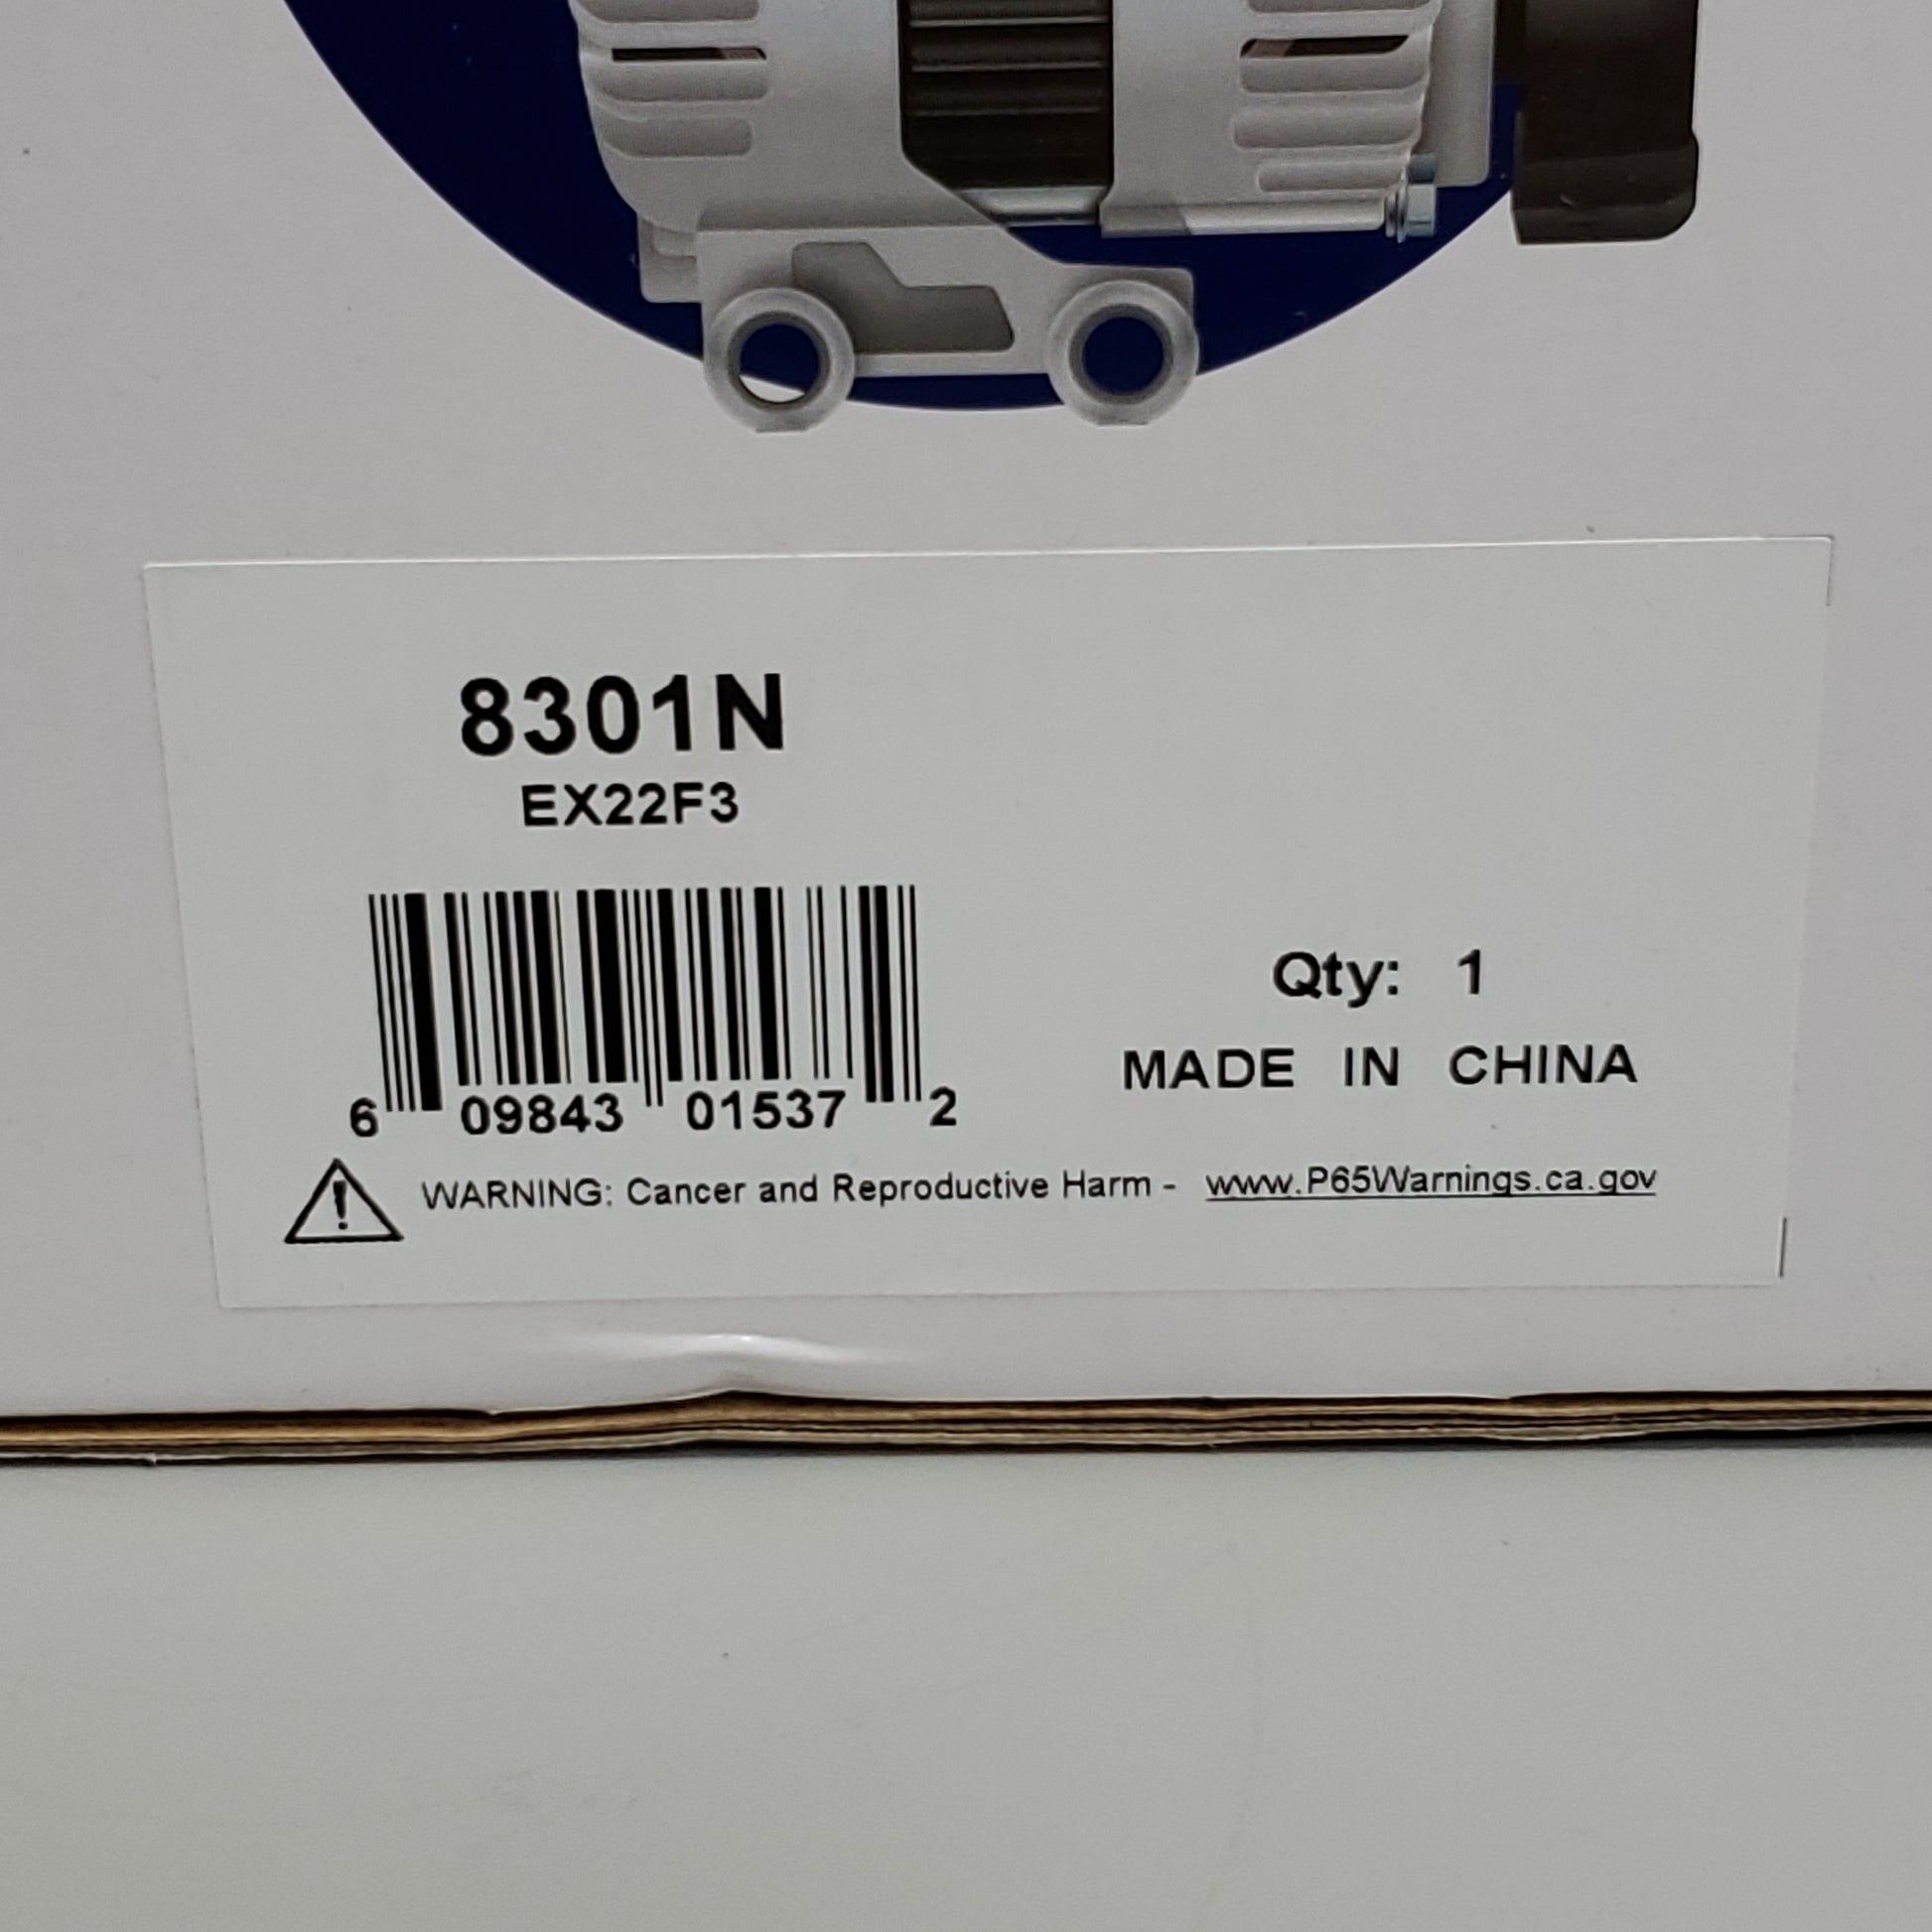 8301N
EX22F3
6 09843 01537 2
Qty: 1
MADE IN CHINA
WARNING: Cancer and Reproductive Harm - www.P65Warnings.ca.gov